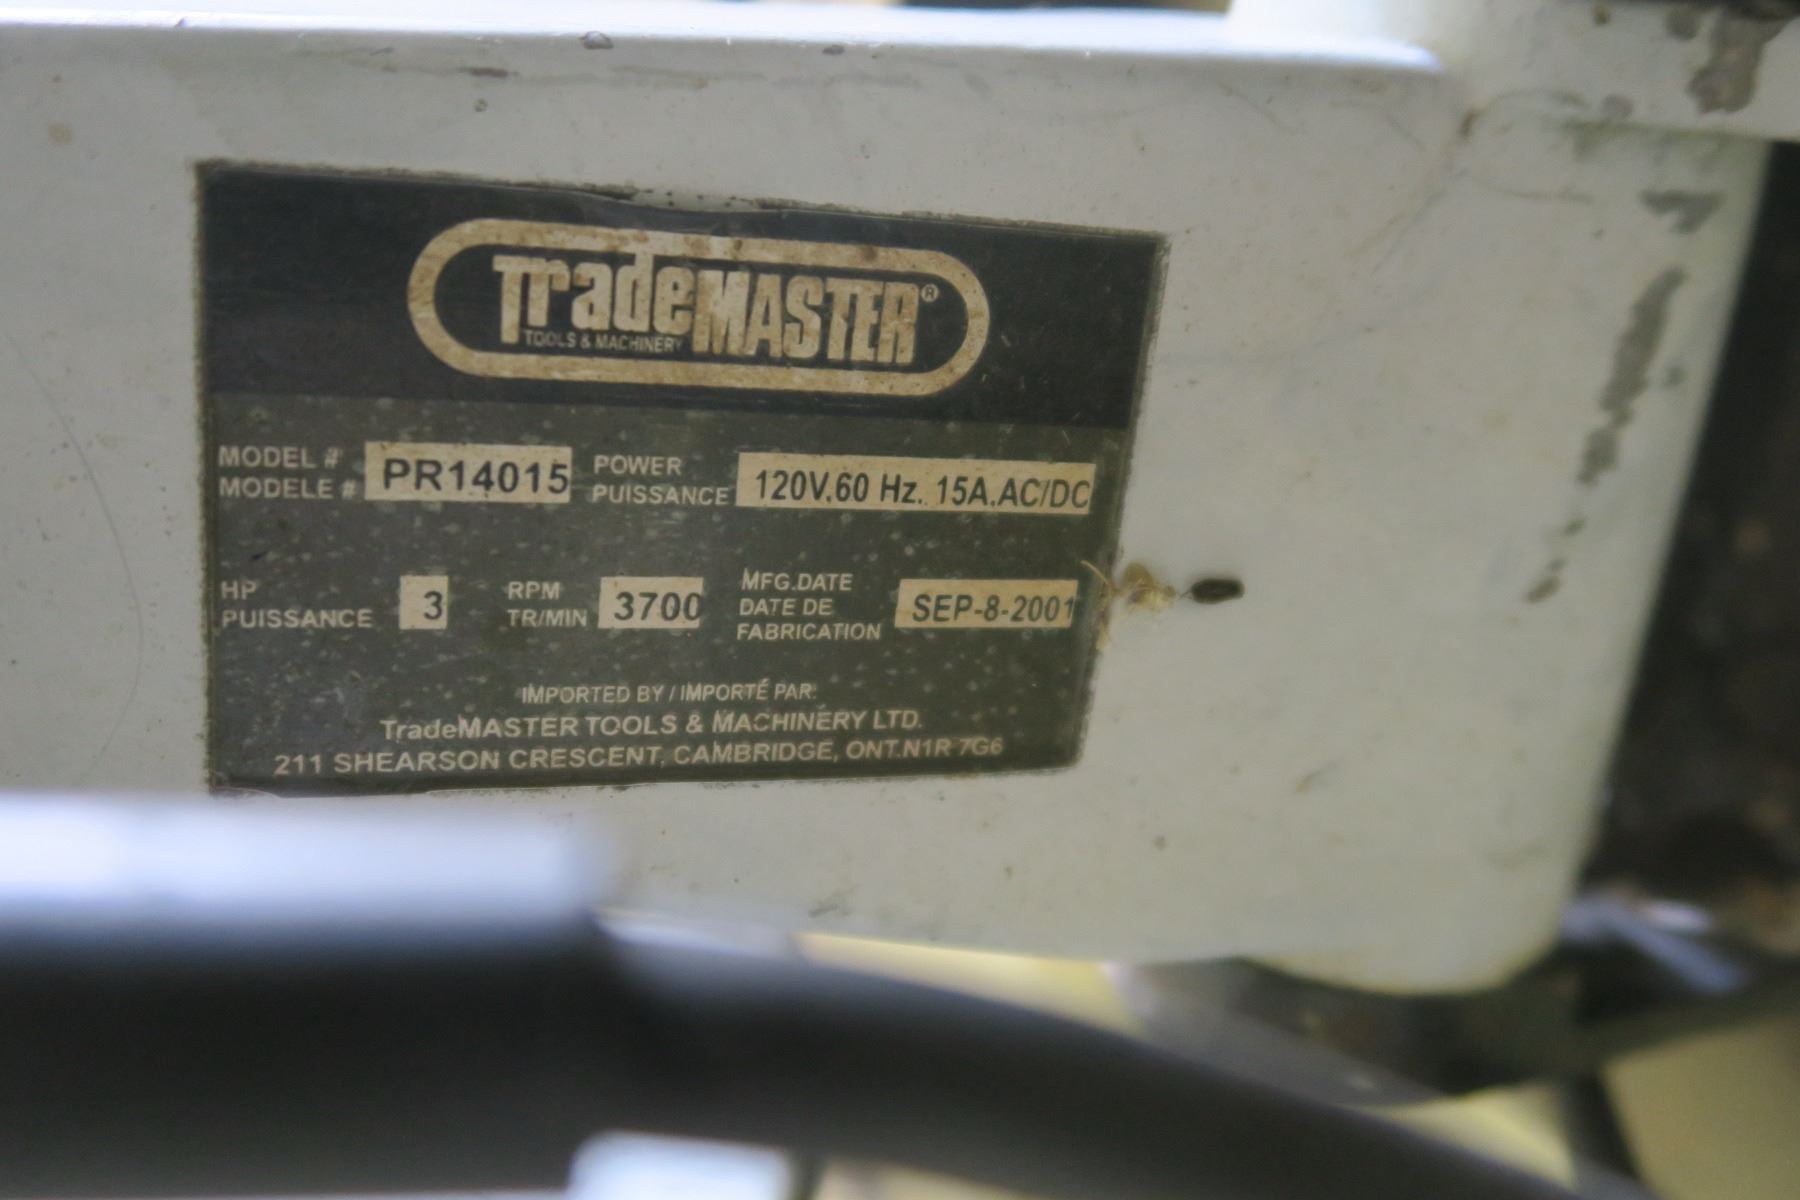 TradeMASTER®
TOOLS & MACHINERY
MODEL # PR14015 POWER 120V,60 Hz. 15A,AC/DC
MODELE # PUISSANCE
HP 3 RPM 3700 MFG.DATE SEP-8-2001
PUISSANCE TR/MIN DATE DE
FABRICATION
IMPORTED BY / IMPORTÉ PAR:
TradeMASTER TOOLS & MACHINERY LTD.
211 SHEARSON CRESCENT, CAMBRIDGE, ONT.N1R 7G6